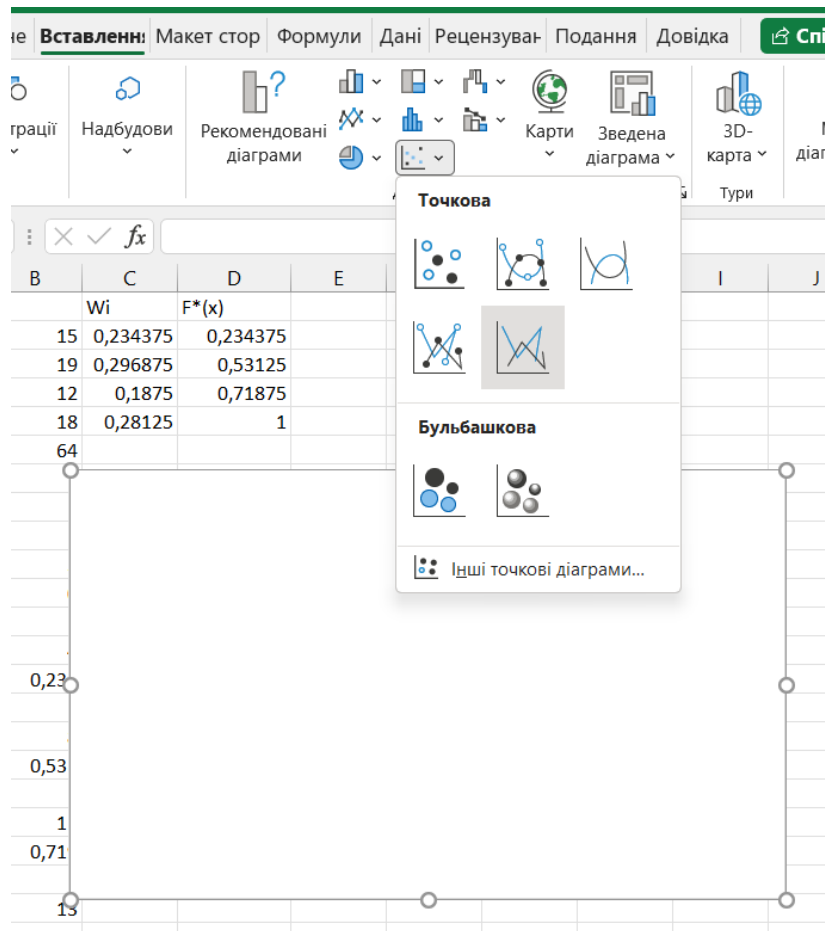 не Вставлення Макет стор Формули Дані Рецензуван Подання Довідка Спі
трації Надбудови Рекомендовані діаграми Карти Зведена діаграма 3D-карта діаг
Тури
Точкова
fx
B C D E I J
Wi F*(x)
15 0,234375 0,234375
19 0,296875 0,53125
12 0,1875 0,71875
18 0,28125 1
64
Бульбашкова
Інші точкові діаграми...
0,23
0,53
1
0,71
13